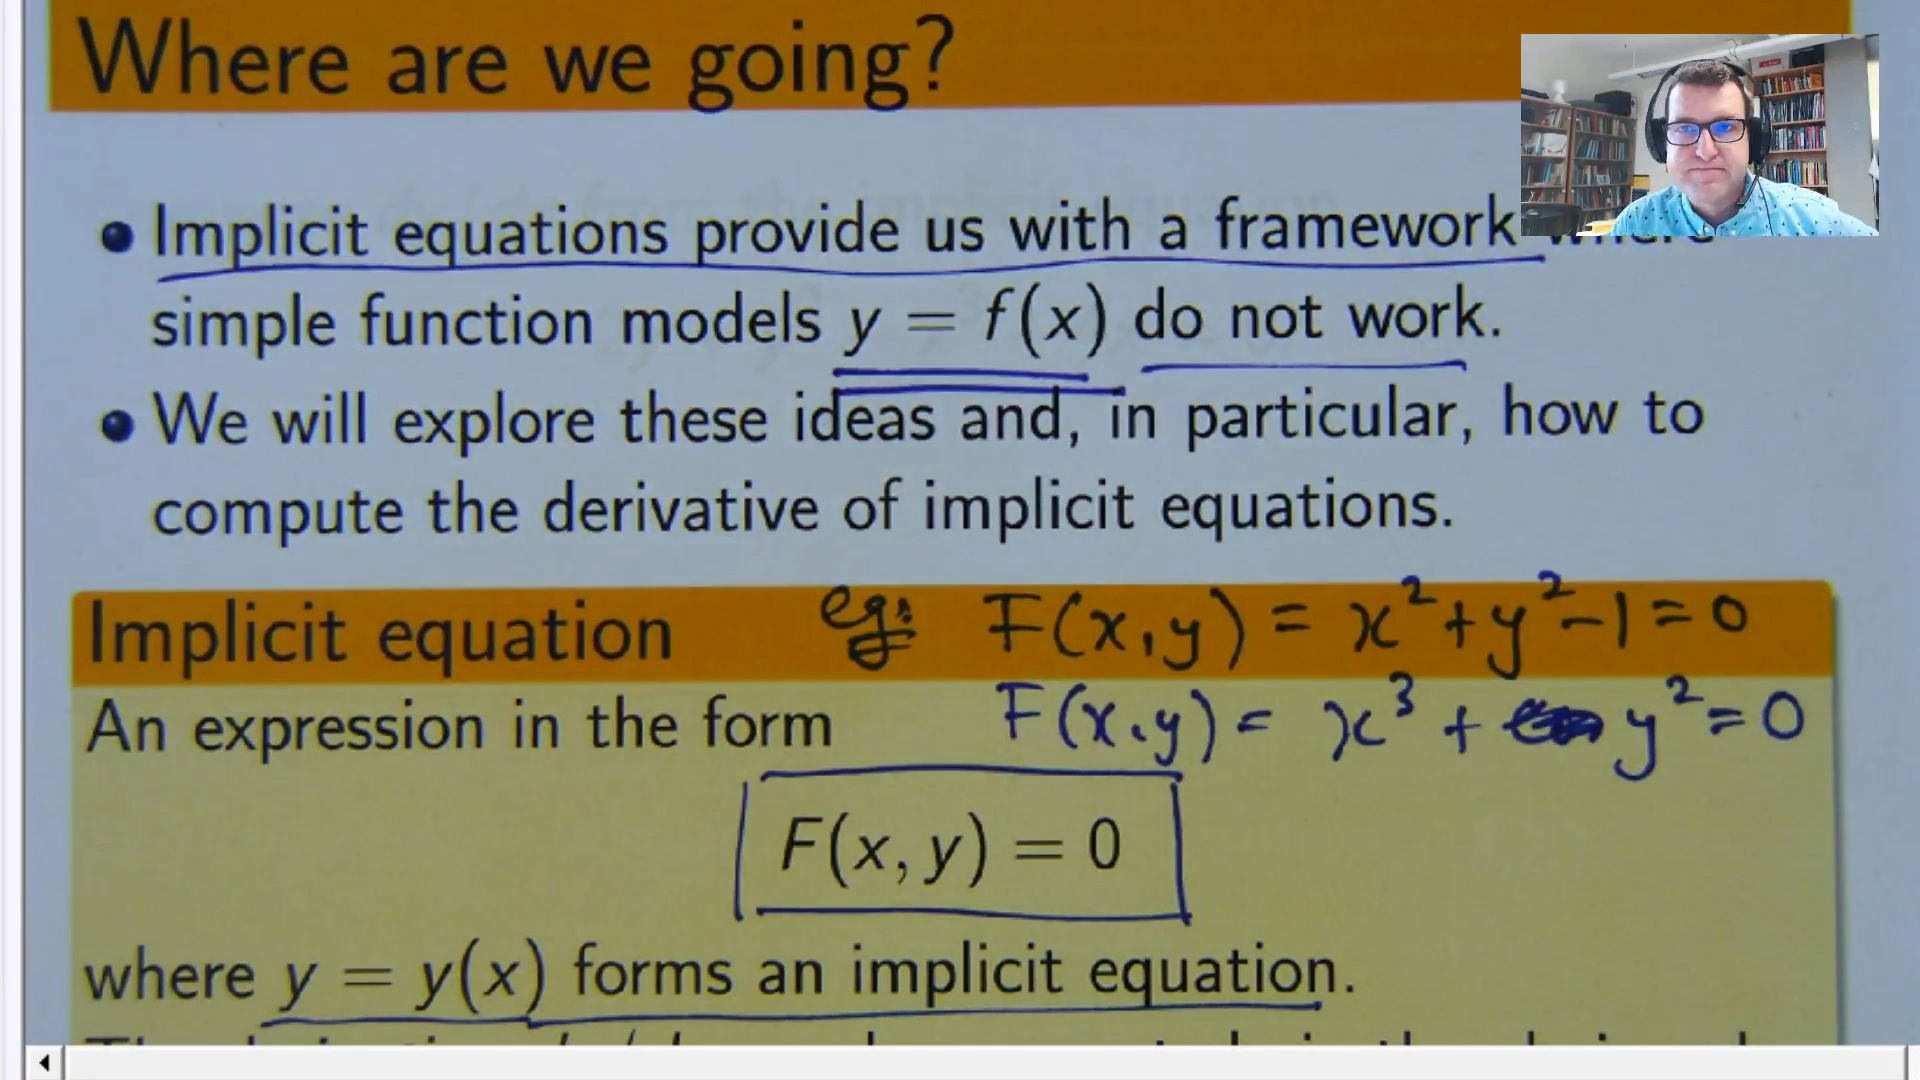 Where are we going?
Implicit equations provide us with a framework where
simple function models y = f(x) do not work.
We will explore these ideas and, in particular, how to
compute the derivative of implicit equations.
Implicit equation eg: F(x,y) = x²+y²-1=0
An expression in the form F(x,y) = x³ + y²=0
F(x, y) = 0
where y = y(x) forms an implicit equation.